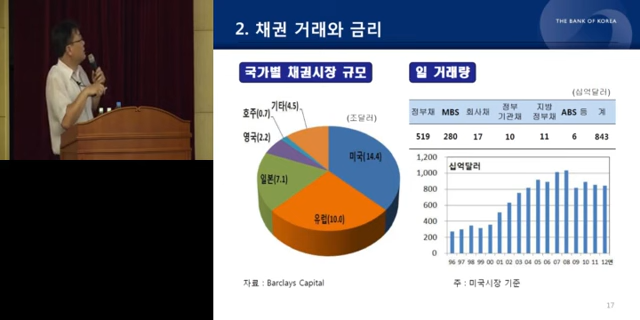 THE BANK OF KOREA
2. 채권 거래와 금리
국가별 채권시장 규모
(조달러)
기타(4.5)
호주(0.7)
영국(2.2)
일본(7.1)
미국(14.4)
유럽(10.0)
자료 : Barclays Capital
일 거래량
(십억달러)
정부채 MBS 회사채 정부기관채 지방정부채 ABS 등 계
519 280 17 10 11 6 843
십억달러
1,200
1,000
800
600
400
200
0
96 97 98 99 00 01 02 03 04 05 06 07 08 09 10 11 12년
주 : 미국시장 기준
17